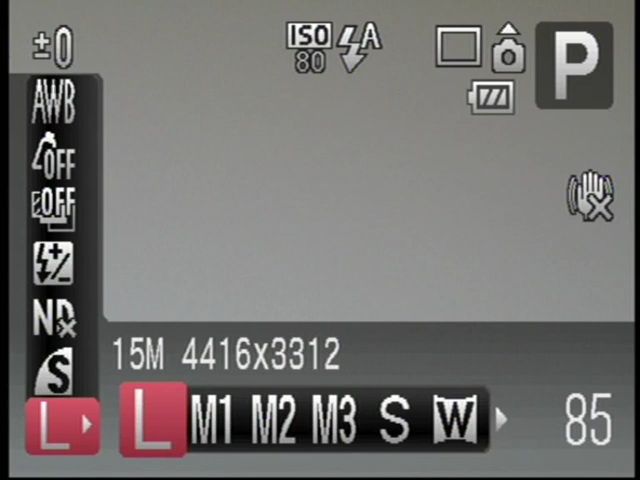 ±0
ISO
80
A
P
AWB
OFF
OFF
ND
S
15M 4416x3312
L
L M1 M2 M3 S W
85